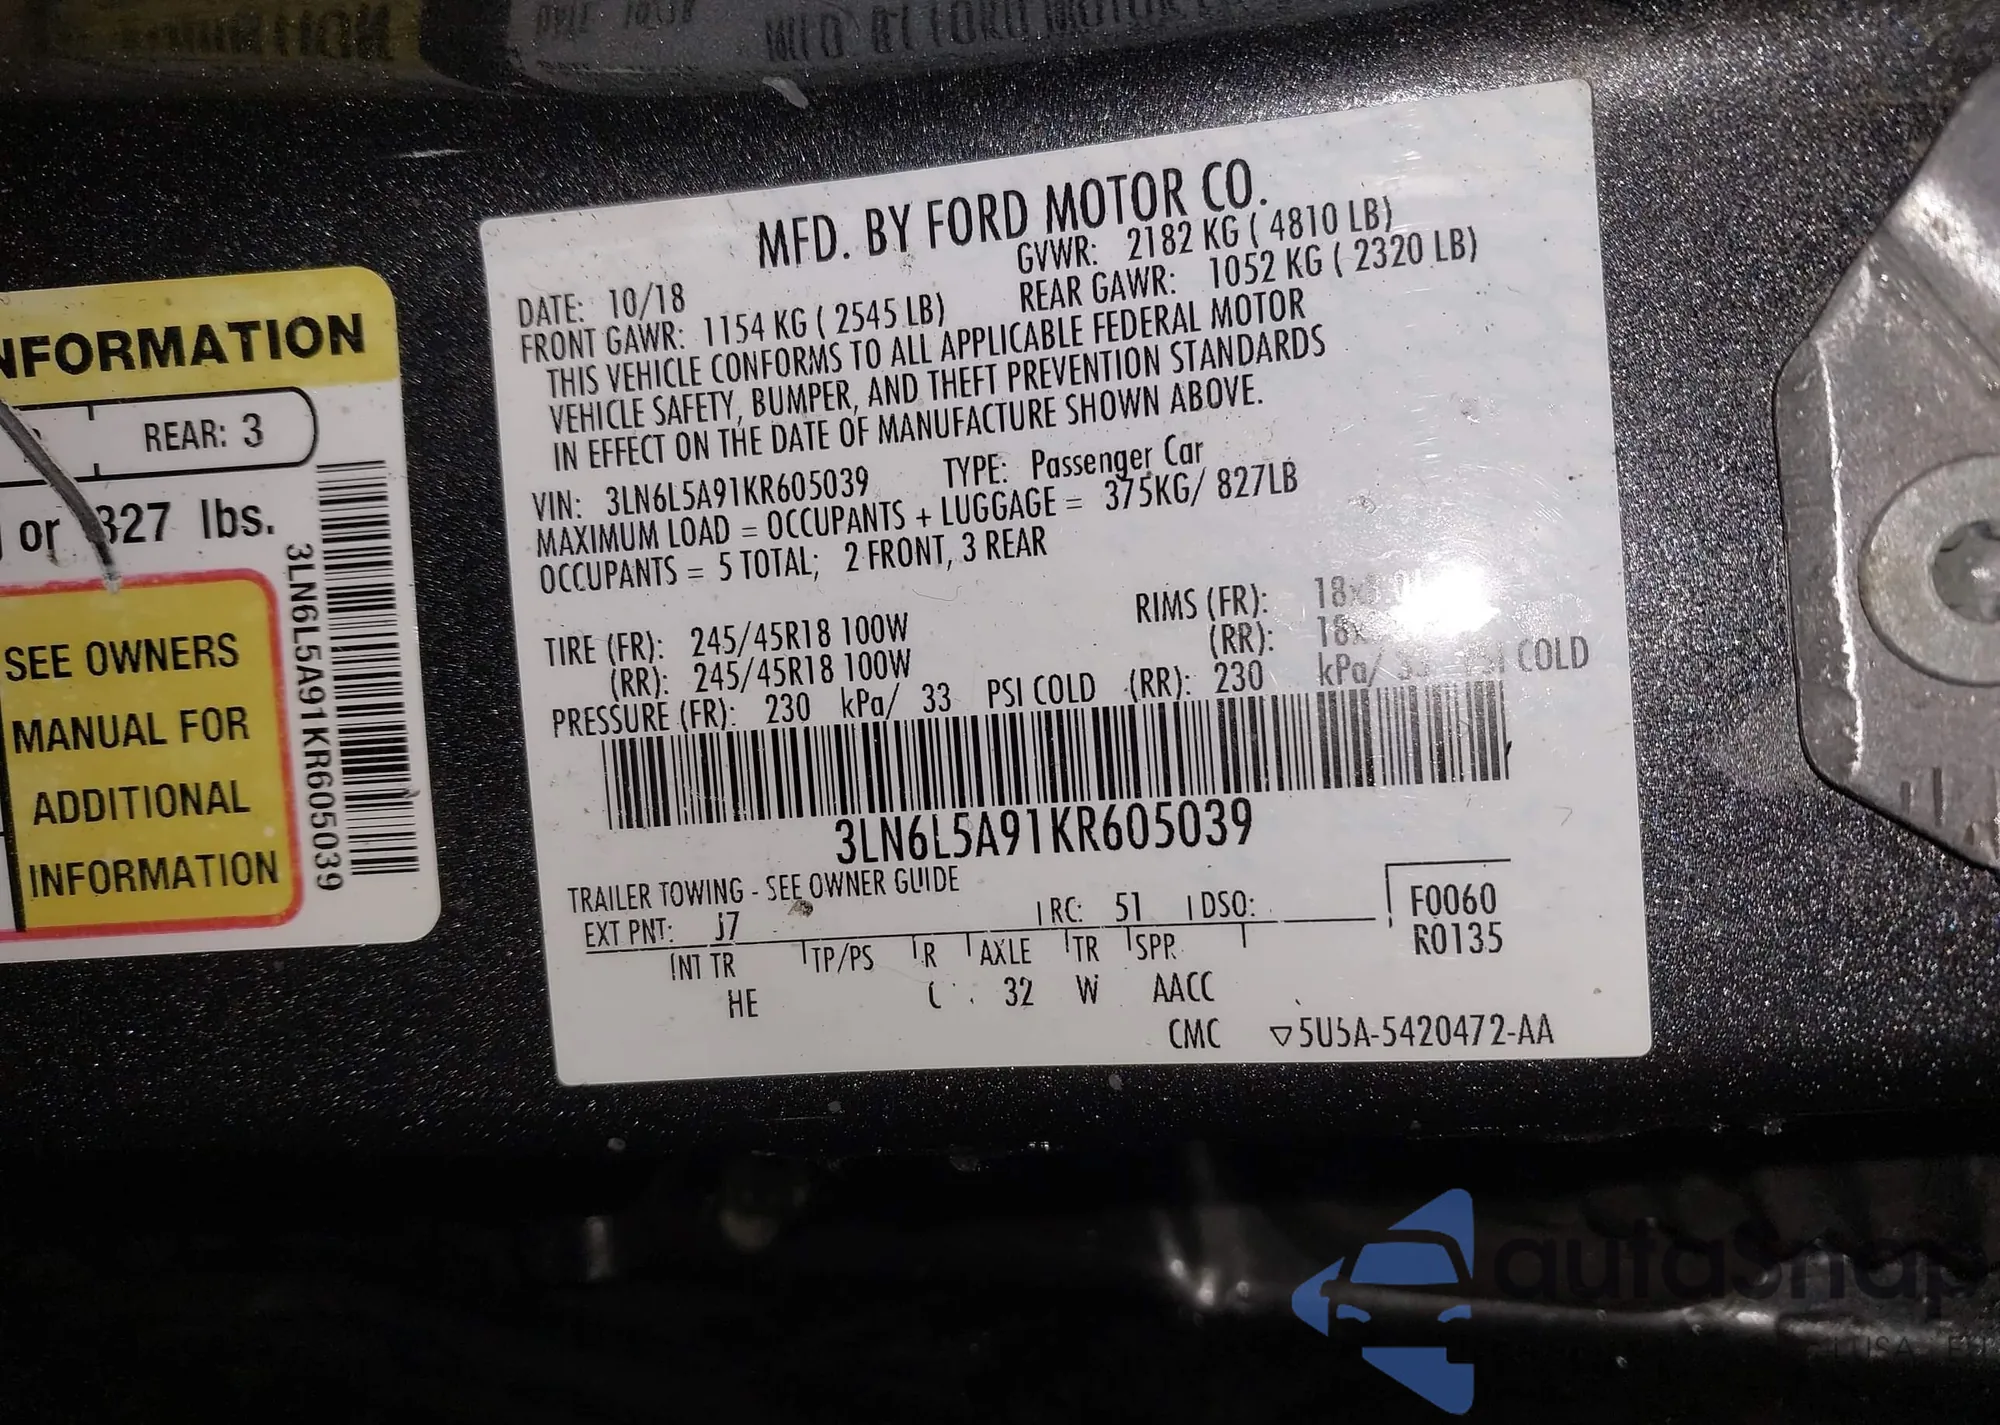 NFORMATION
REAR: 3
or 827 lbs.
SEE OWNERS
MANUAL FOR
ADDITIONAL
INFORMATION
3LN6L5A91KR605039
MFD. BY FORD MOTOR CO.
DATE: 10/18 GVWR: 2182 KG ( 4810 LB)
FRONT GAWR: 1154 KG ( 2545 LB) REAR GAWR: 1052 KG ( 2320 LB)
THIS VEHICLE CONFORMS TO ALL APPLICABLE FEDERAL MOTOR
VEHICLE SAFETY, BUMPER, AND THEFT PREVENTION STANDARDS
IN EFFECT ON THE DATE OF MANUFACTURE SHOWN ABOVE.
VIN: 3LN6L5A91KR605039 TYPE: Passenger Car
MAXIMUM LOAD = OCCUPANTS + LUGGAGE = 375KG/ 827LB
OCCUPANTS = 5 TOTAL; 2 FRONT, 3 REAR
TIRE (FR): 245/45R18 100W RIMS (FR):
(RR): 245/45R18 100W (RR):
PRESSURE (FR): 230 kPa/ 33 PSI COLD (RR): 230 kPa/ 33 PSI COLD
3LN6L5A91KR605039
TRAILER TOWING - SEE OWNER GUIDE
EXT PNT: J7 RC: 51 DSO: F0060
R0135
INT TR TP/PS R AXLE TR SPR
HE 32 W AACC
CMC ▽5U5A-5420472-AA
autosnap